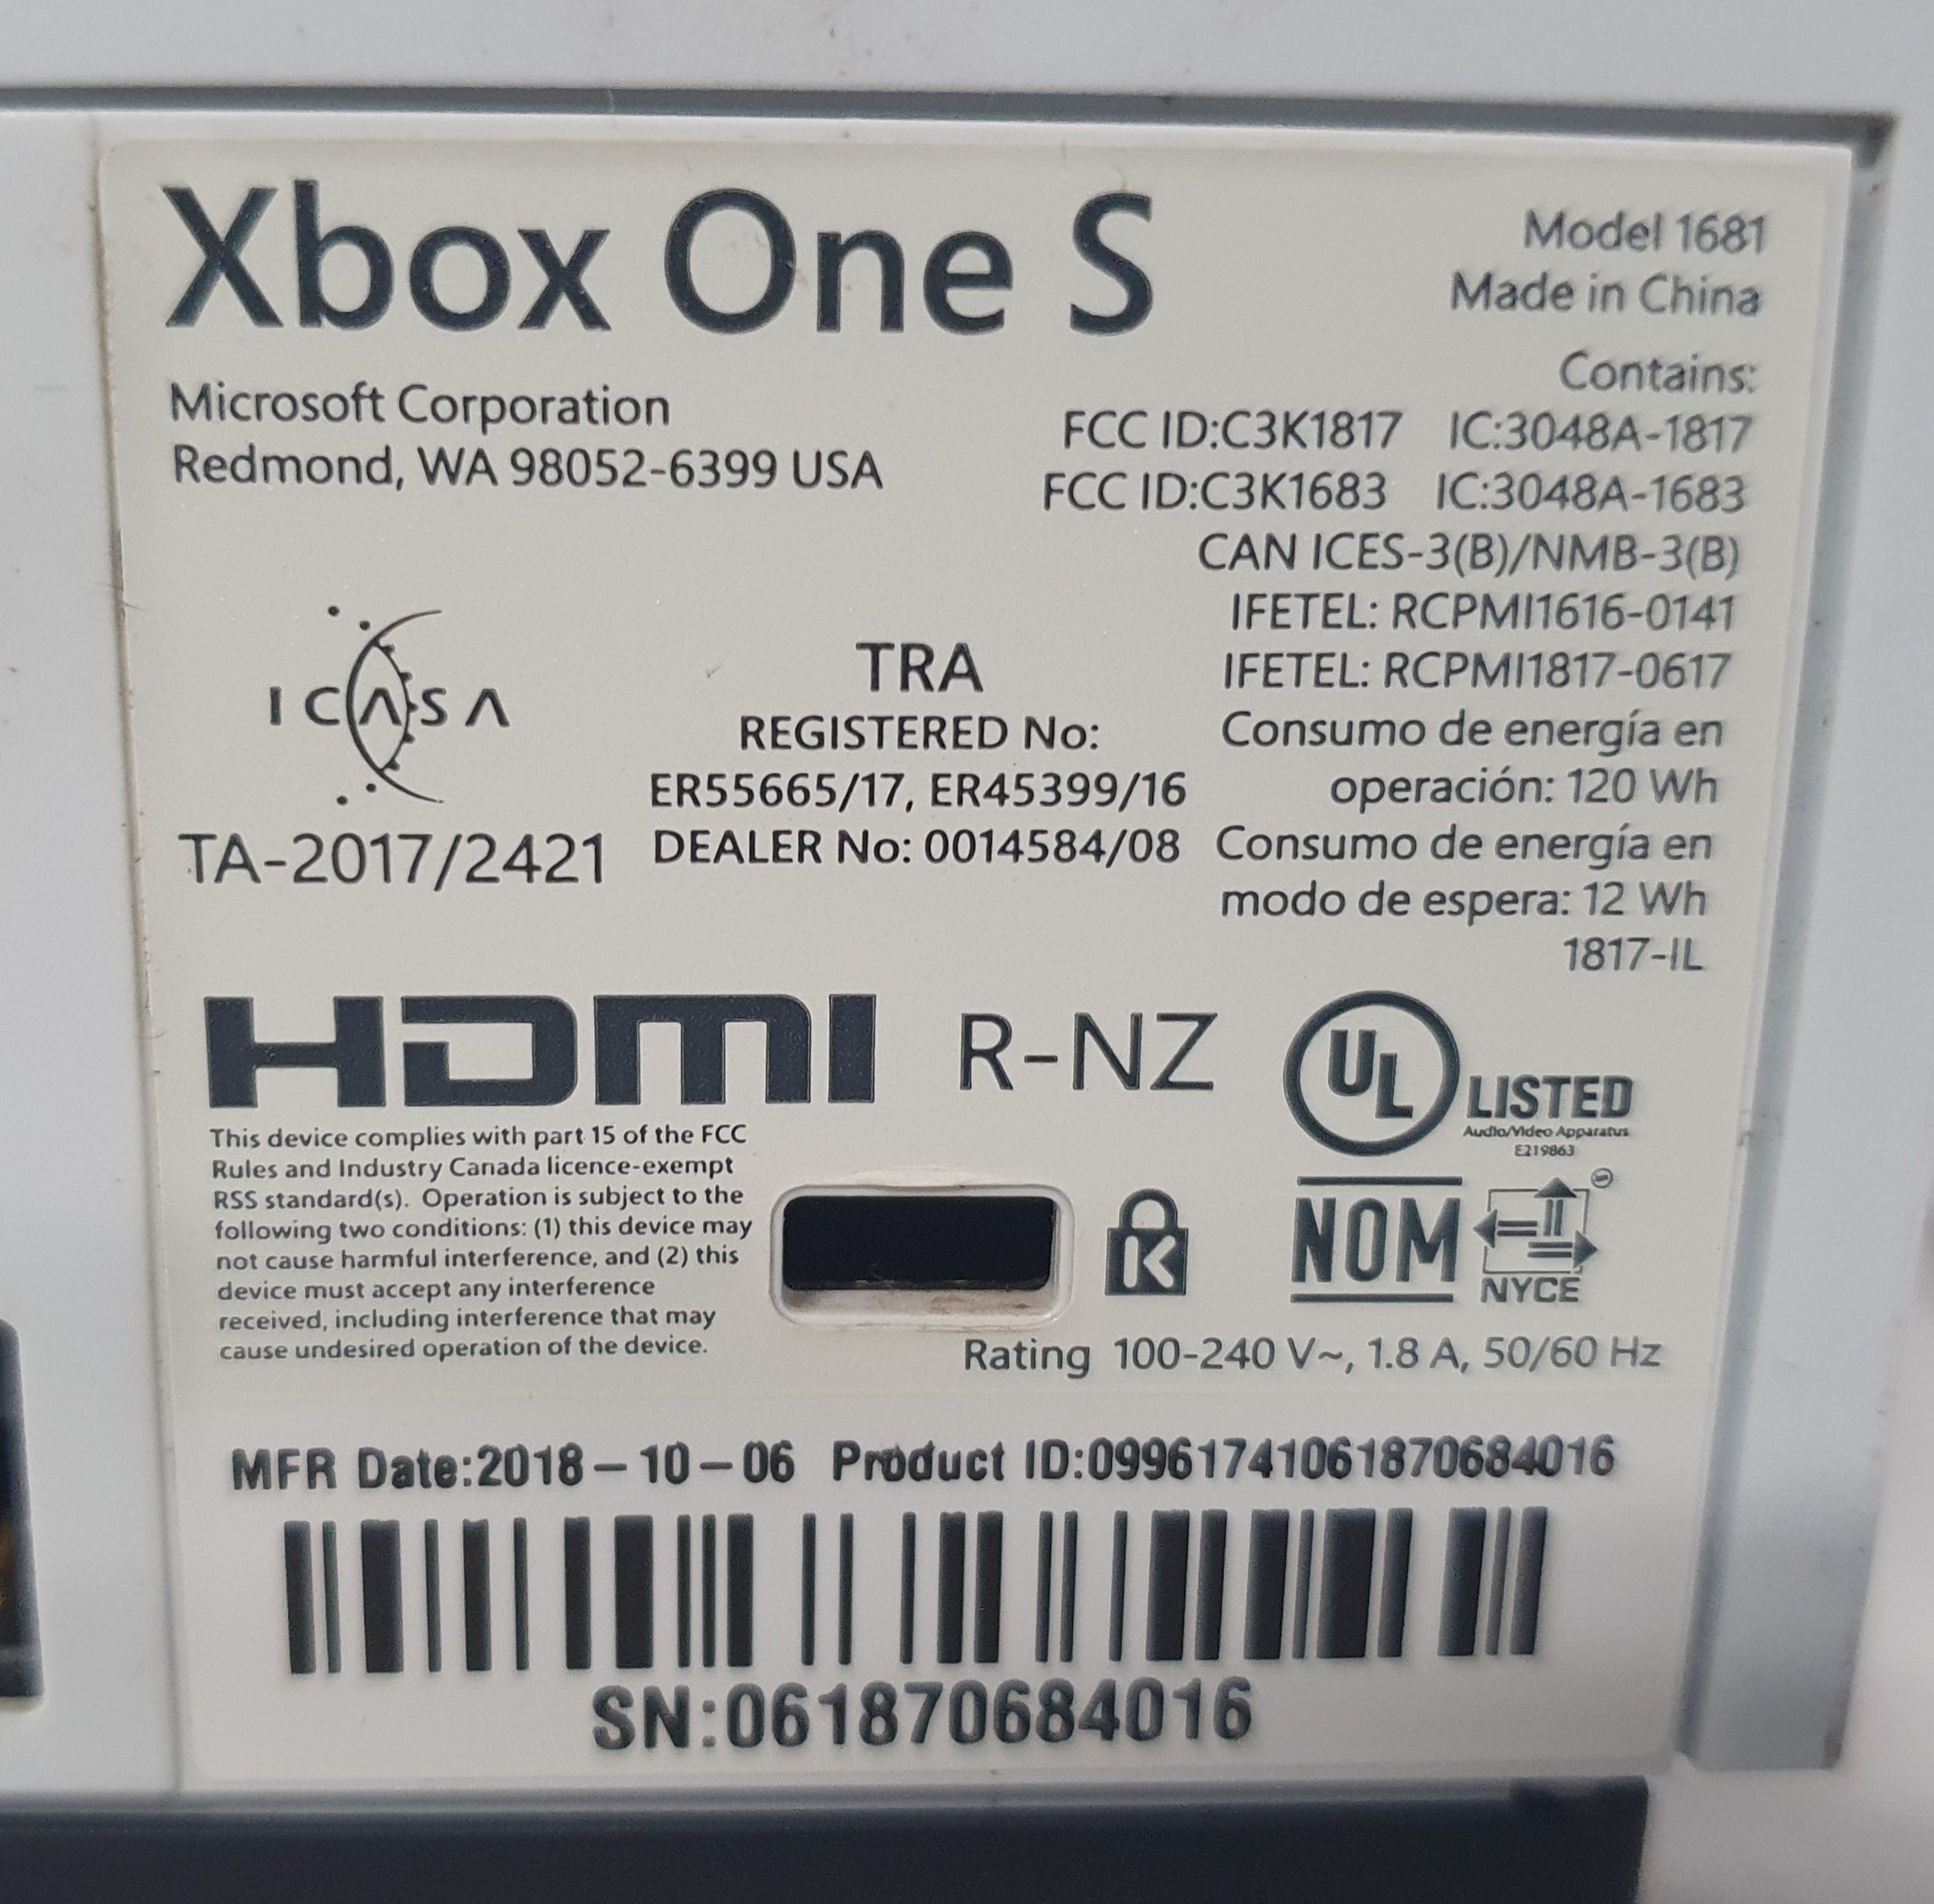 Xbox One S
Model 1681
Made in China
Microsoft Corporation
Redmond, WA 98052-6399 USA
Contains:
FCC ID:C3K1817 IC:3048A-1817
FCC ID:C3K1683 IC:3048A-1683
CAN ICES-3(B)/NMB-3(B)
IFETEL: RCPMI1616-0141
IFETEL: RCPMI1817-0617
Consumo de energía en
operación: 120 Wh
Consumo de energía en
modo de espera: 12 Wh
1817-IL
ICASA
TA-2017/2421
TRA
REGISTERED No:
ER55665/17, ER45399/16
DEALER No: 0014584/08
HDMI
R-NZ
UL LISTED
Audio/Video Apparatus
E219863
This device complies with part 15 of the FCC
Rules and Industry Canada licence-exempt
RSS standard(s). Operation is subject to the
following two conditions: (1) this device may
not cause harmful interference, and (2) this
device must accept any interference
received, including interference that may
cause undesired operation of the device.
K
NOM
NYCE
Rating 100-240 V~, 1.8 A, 50/60 Hz
MFR Date:2018-10-06 Product ID:09961741061870684016
SN:061870684016